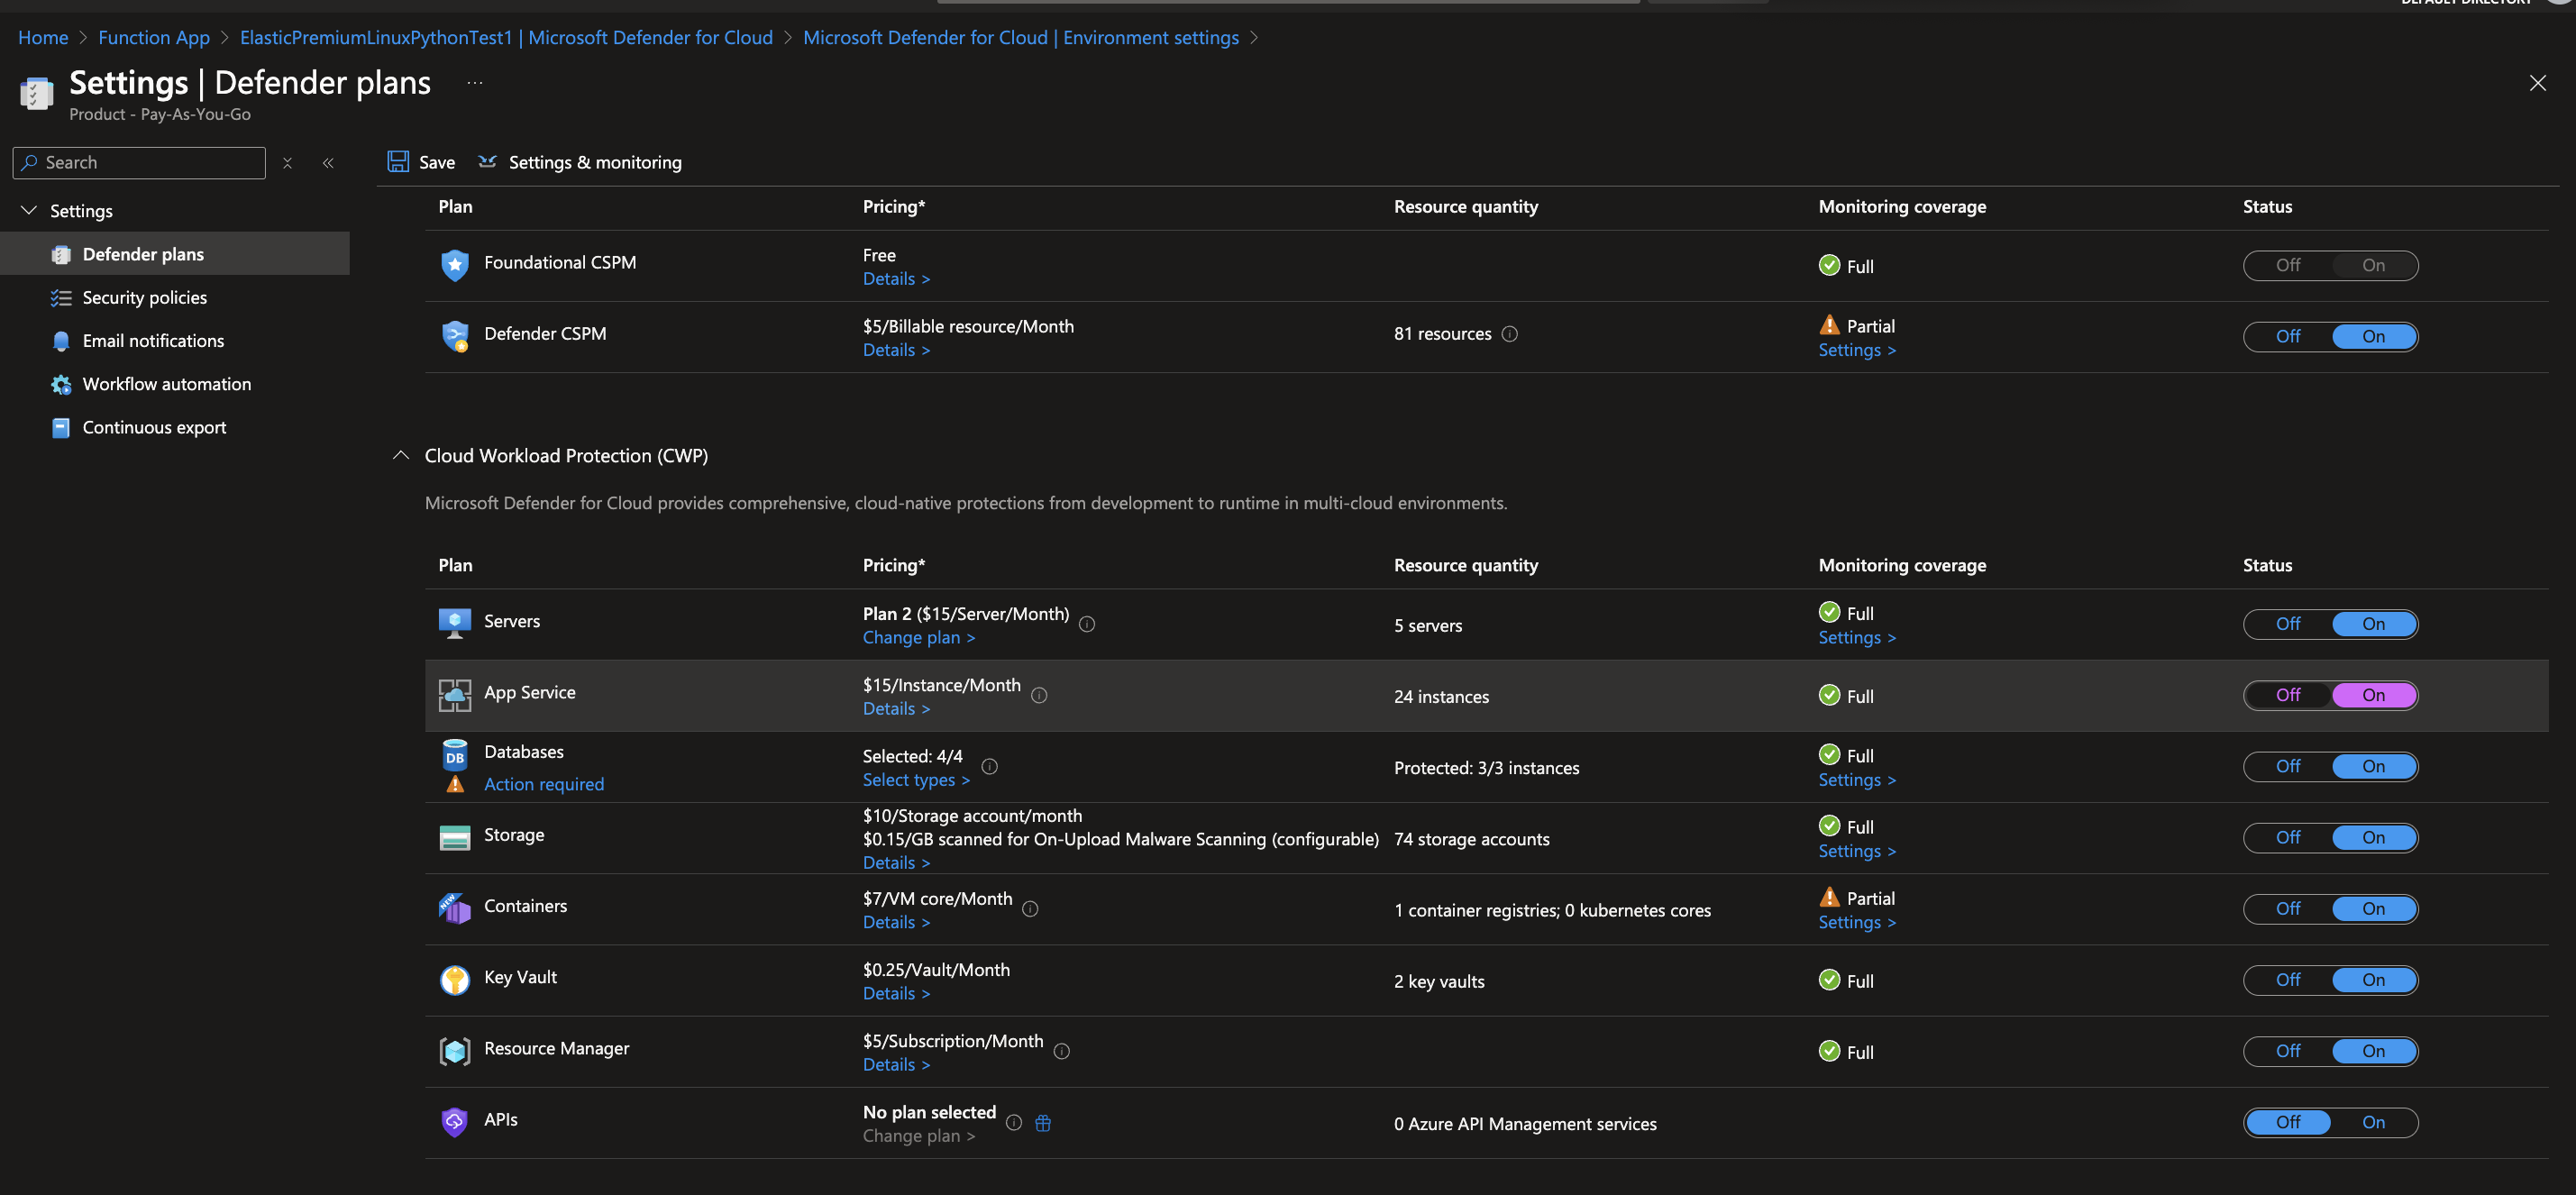 DEFAULT DIRECTORY
Home > Function App > ElasticPremiumLinuxPythonTest1 | Microsoft Defender for Cloud > Microsoft Defender for Cloud | Environment settings >
Settings | Defender plans ...
Product - Pay-As-You-Go
Search
Settings
Defender plans
Security policies
Email notifications
Workflow automation
Continuous export
Save Settings & monitoring
Plan Pricing* Resource quantity Monitoring coverage Status
Foundational CSPM Free Full Off On
Details >
Defender CSPM $5/Billable resource/Month 81 resources Partial Off On
Details > Settings >
Cloud Workload Protection (CWP)
Microsoft Defender for Cloud provides comprehensive, cloud-native protections from development to runtime in multi-cloud environments.
Plan Pricing* Resource quantity Monitoring coverage Status
Servers Plan 2 ($15/Server/Month) 5 servers Full Off On
Change plan > Settings >
App Service $15/Instance/Month 24 instances Full Off On
Details >
DB Databases Selected: 4/4 Protected: 3/3 instances Full Off On
Action required Select types > Settings >
Storage $10/Storage account/month 74 storage accounts Full Off On
$0.15/GB scanned for On-Upload Malware Scanning (configurable) Settings >
Details >
NEW Containers $7/VM core/Month 1 container registries; 0 kubernetes cores Partial Off On
Details > Settings >
Key Vault $0.25/Vault/Month 2 key vaults Full Off On
Details >
Resource Manager $5/Subscription/Month Full Off On
Details >
APIs No plan selected 0 Azure API Management services Off On
Change plan >